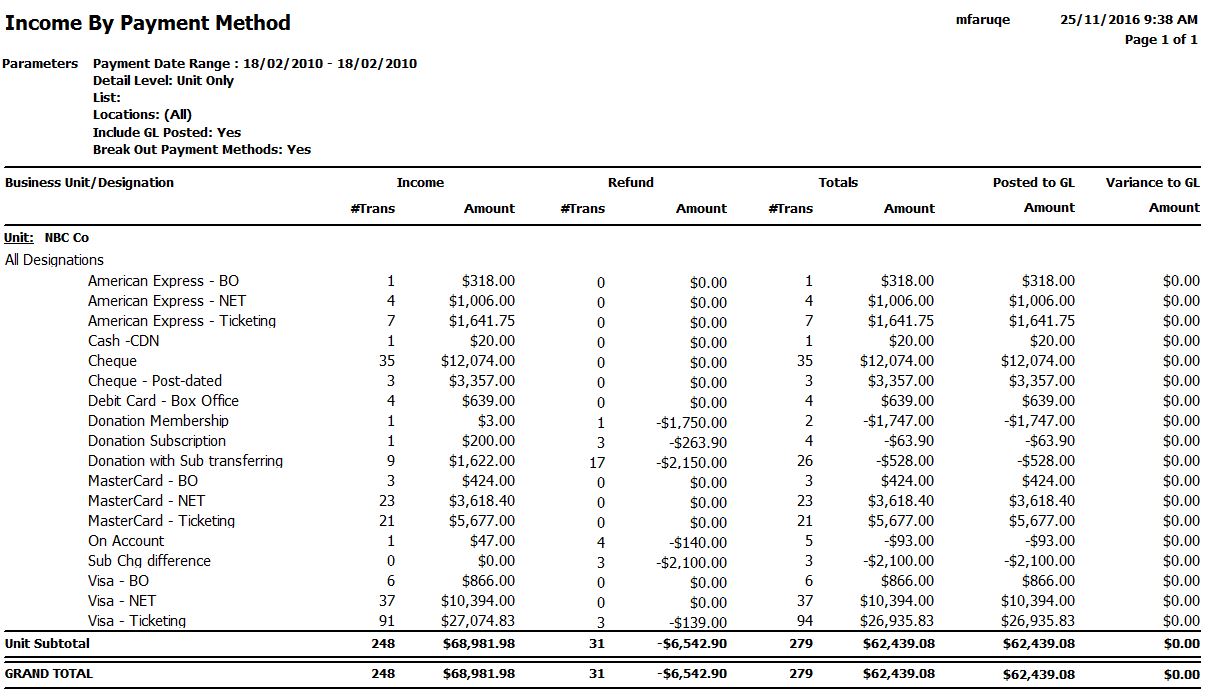 Income By Payment Method mfaruqe 25/11/2016 9:38 AM
Page 1 of 1
Parameters Payment Date Range : 18/02/2010 - 18/02/2010
Detail Level: Unit Only
List:
Locations: (All)
Include GL Posted: Yes
Break Out Payment Methods: Yes
Business Unit/Designation Income Refund Totals Posted to GL Variance to GL
#Trans Amount #Trans Amount #Trans Amount Amount Amount
Unit: NBC Co
All Designations
American Express - BO 1 $318.00 0 $0.00 1 $318.00 $318.00 $0.00
American Express - NET 4 $1,006.00 0 $0.00 4 $1,006.00 $1,006.00 $0.00
American Express - Ticketing 7 $1,641.75 0 $0.00 7 $1,641.75 $1,641.75 $0.00
Cash -CDN 1 $20.00 0 $0.00 1 $20.00 $20.00 $0.00
Cheque 35 $12,074.00 0 $0.00 35 $12,074.00 $12,074.00 $0.00
Cheque - Post-dated 3 $3,357.00 0 $0.00 3 $3,357.00 $3,357.00 $0.00
Debit Card - Box Office 4 $639.00 0 $0.00 4 $639.00 $639.00 $0.00
Donation Membership 1 $3.00 1 -$1,750.00 2 -$1,747.00 -$1,747.00 $0.00
Donation Subscription 1 $200.00 3 -$263.90 4 -$63.90 -$63.90 $0.00
Donation with Sub transferring 9 $1,622.00 17 -$2,150.00 26 -$528.00 -$528.00 $0.00
MasterCard - BO 3 $424.00 0 $0.00 3 $424.00 $424.00 $0.00
MasterCard - NET 23 $3,618.40 0 $0.00 23 $3,618.40 $3,618.40 $0.00
MasterCard - Ticketing 21 $5,677.00 0 $0.00 21 $5,677.00 $5,677.00 $0.00
On Account 1 $47.00 4 -$140.00 5 -$93.00 -$93.00 $0.00
Sub Chg difference 0 $0.00 3 -$2,100.00 3 -$2,100.00 -$2,100.00 $0.00
Visa - BO 6 $866.00 0 $0.00 6 $866.00 $866.00 $0.00
Visa - NET 37 $10,394.00 0 $0.00 37 $10,394.00 $10,394.00 $0.00
Visa - Ticketing 91 $27,074.83 3 -$139.00 94 $26,935.83 $26,935.83 $0.00
Unit Subtotal 248 $68,981.98 31 -$6,542.90 279 $62,439.08 $62,439.08 $0.00
GRAND TOTAL 248 $68,981.98 31 -$6,542.90 279 $62,439.08 $62,439.08 $0.00